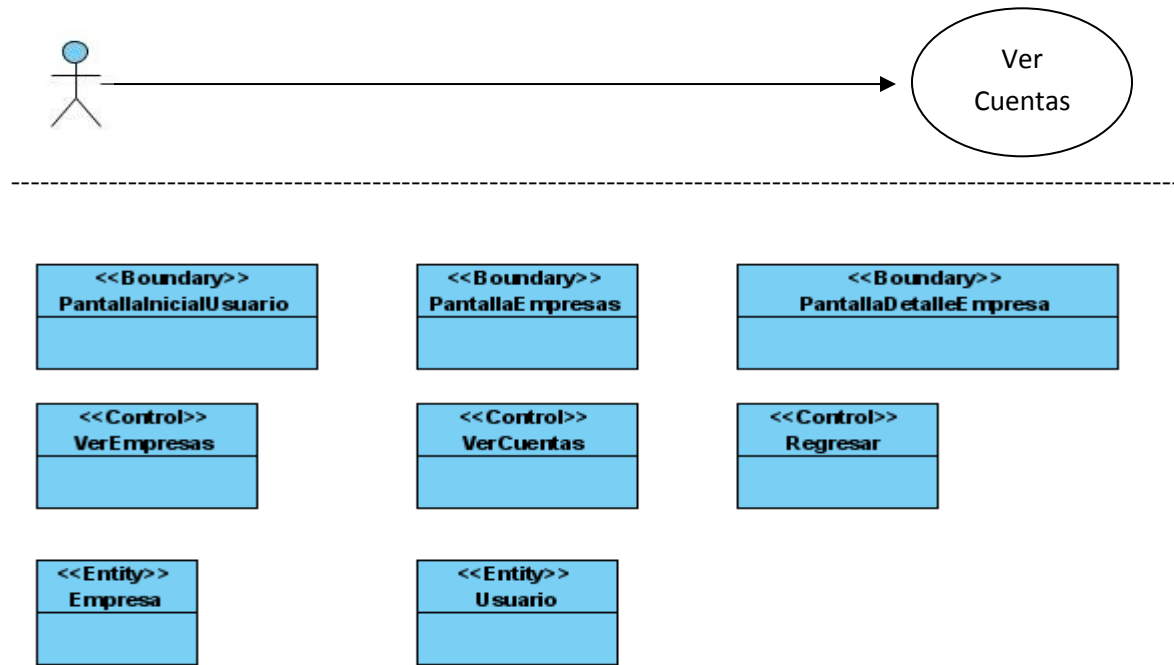 Ver
Cuentas
<<Boundary>>
PantallaInicialUsuario
<<Boundary>>
PantallaEmpresas
<<Boundary>>
PantallaDetalleEmpresa
<<Control>>
VerEmpresas
<<Control>>
VerCuentas
<<Control>>
Regresar
<<Entity>>
Empresa
<<Entity>>
Usuario